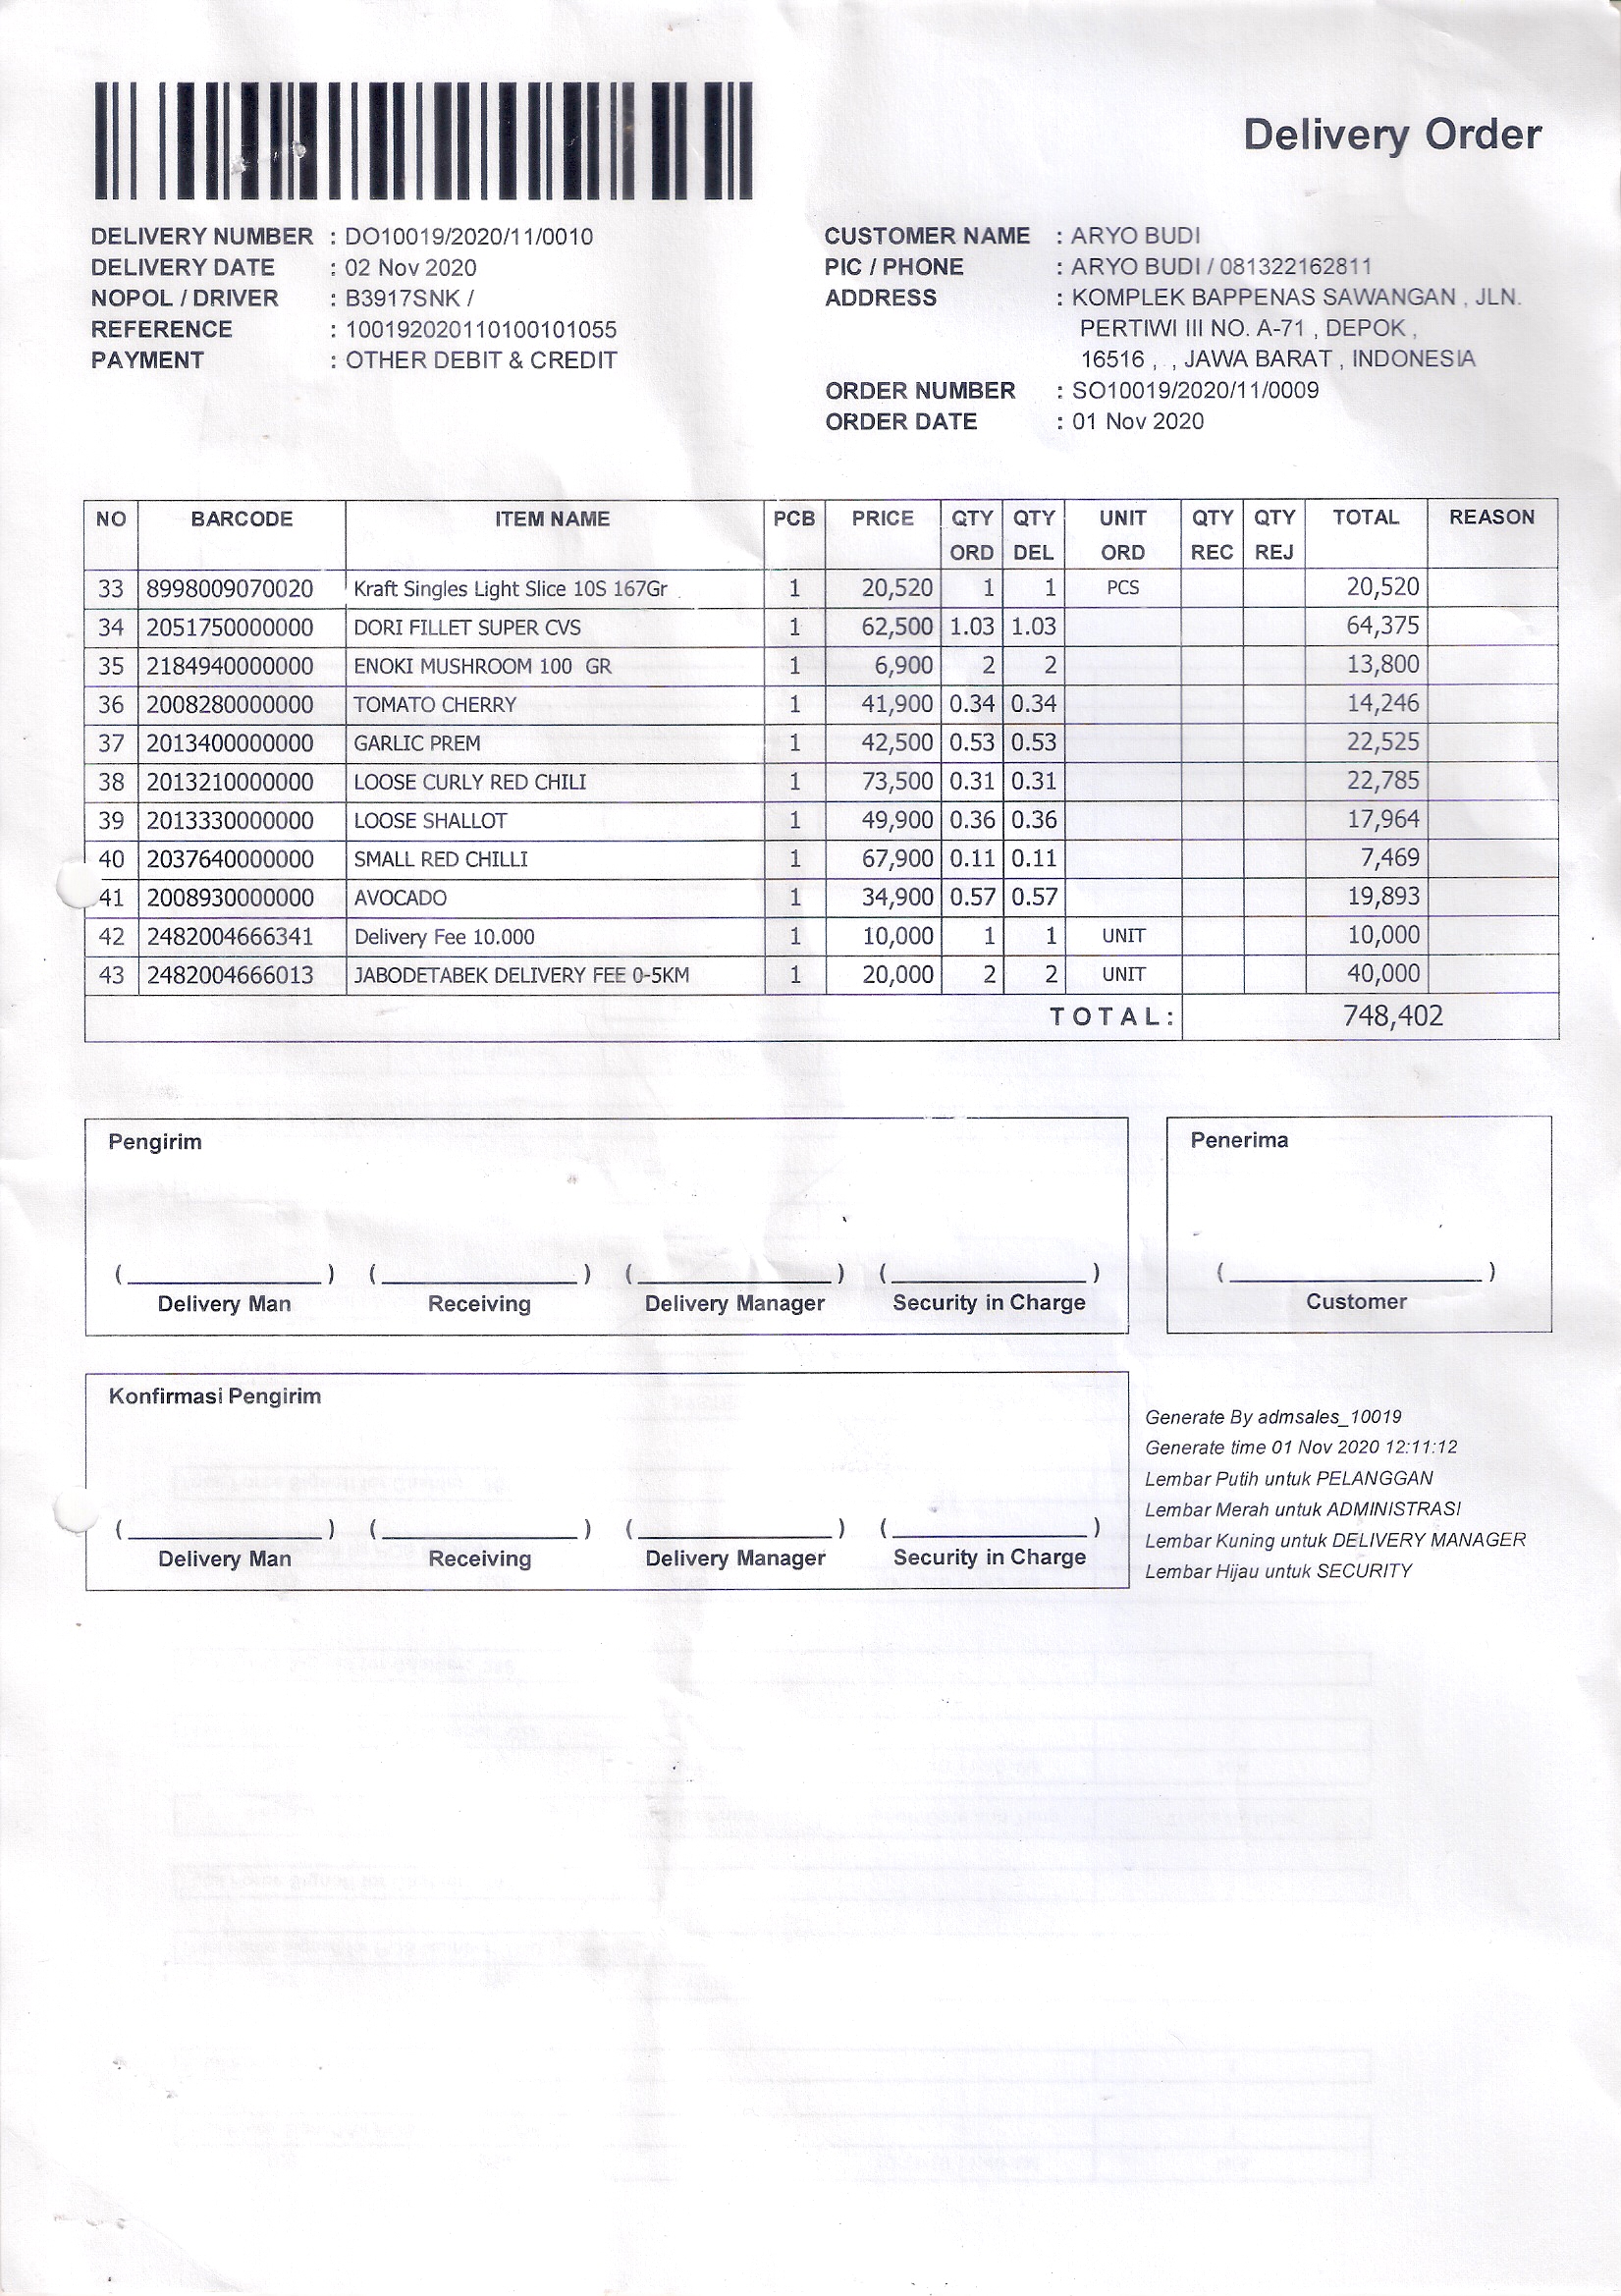 Delivery Order
DELIVERY NUMBER : DO10019/2020/11/0010
DELIVERY DATE : 02 Nov 2020
NOPOL / DRIVER : B3917SNK /
REFERENCE : 100192020110100101055
PAYMENT : OTHER DEBIT & CREDIT
CUSTOMER NAME : ARYO BUDI
PIC / PHONE : ARYO BUDI / 081322162811
ADDRESS : KOMPLEK BAPPENAS SAWANGAN , JLN.
PERTIWI III NO. A-71 , DEPOK ,
16516 , , JAWA BARAT , INDONESIA
ORDER NUMBER : SO10019/2020/11/0009
ORDER DATE : 01 Nov 2020
NO BARCODE ITEM NAME PCB PRICE QTY ORD QTY DEL UNIT ORD QTY REC QTY REJ TOTAL REASON
33 8998009070020 Kraft Singles Light Slice 10S 167Gr 1 20,520 1 1 PCS 20,520
34 2051750000000 DORI FILLET SUPER CVS 1 62,500 1.03 1.03 64,375
35 2184940000000 ENOKI MUSHROOM 100 GR 1 6,900 2 2 13,800
36 2008280000000 TOMATO CHERRY 1 41,900 0.34 0.34 14,246
37 2013400000000 GARLIC PREM 1 42,500 0.53 0.53 22,525
38 2013210000000 LOOSE CURLY RED CHILI 1 73,500 0.31 0.31 22,785
39 2013330000000 LOOSE SHALLOT 1 49,900 0.36 0.36 17,964
40 2037640000000 SMALL RED CHILLI 1 67,900 0.11 0.11 7,469
41 2008930000000 AVOCADO 1 34,900 0.57 0.57 19,893
42 2482004666341 Delivery Fee 10.000 1 10,000 1 1 UNIT 10,000
43 2482004666013 JABODETABEK DELIVERY FEE 0-5KM 1 20,000 2 2 UNIT 40,000
TOTAL: 748,402
Pengirim
(____________) (____________) (____________) (____________)
Delivery Man Receiving Delivery Manager Security in Charge
Penerima
(________________)
Customer
Konfirmasi Pengirim
(____________) (____________) (____________) (____________)
Delivery Man Receiving Delivery Manager Security in Charge
Generate By admsales_10019
Generate time 01 Nov 2020 12:11:12
Lembar Putih untuk PELANGGAN
Lembar Merah untuk ADMINISTRASI
Lembar Kuning untuk DELIVERY MANAGER
Lembar Hijau untuk SECURITY